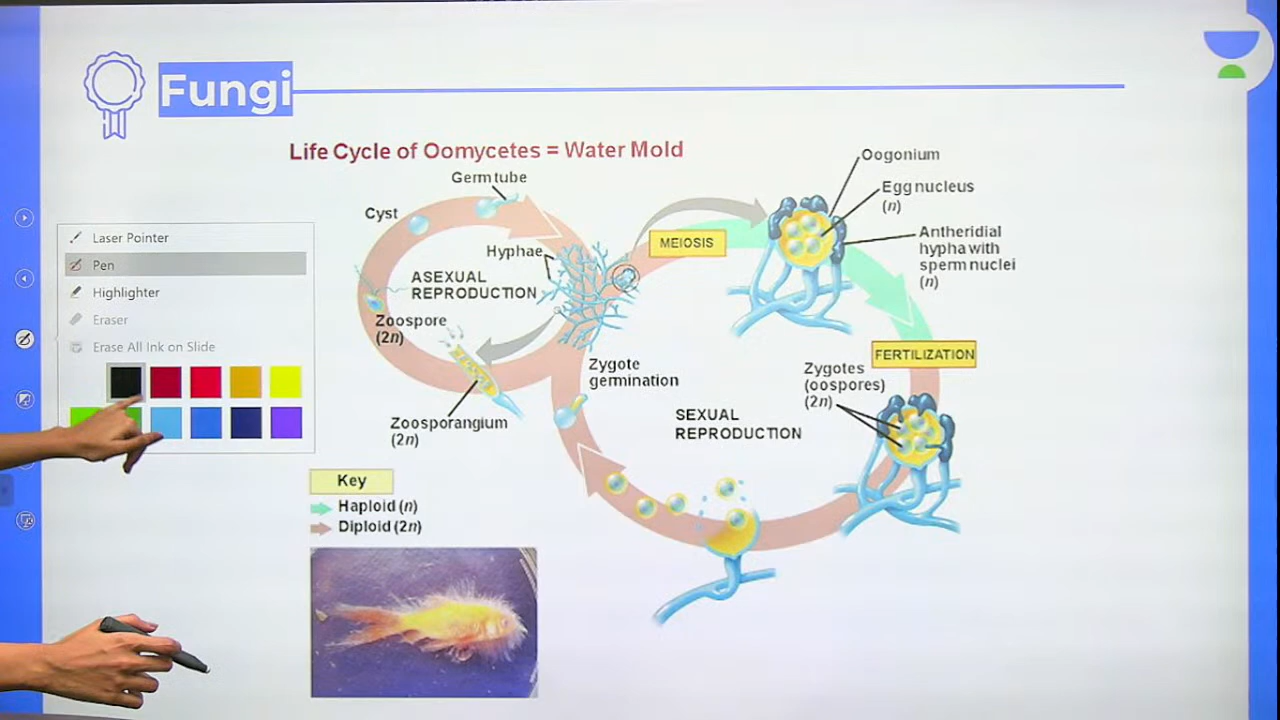 Fungi
Life Cycle of Oomycetes = Water Mold
Germ tube
Cyst
Hyphae
ASEXUAL
REPRODUCTION
Zoospore
(2n)
Zoosporangium
(2n)
MEIOSIS
Oogonium
Egg nucleus
(n)
Antheridial
hypha with
sperm nuclei
(n)
FERTILIZATION
Zygote
germination
Zygotes
(oospores)
(2n)
SEXUAL
REPRODUCTION
Key
Haploid (n)
Diploid (2n)
Laser Pointer
Pen
Highlighter
Eraser
Erase All Ink on Slide